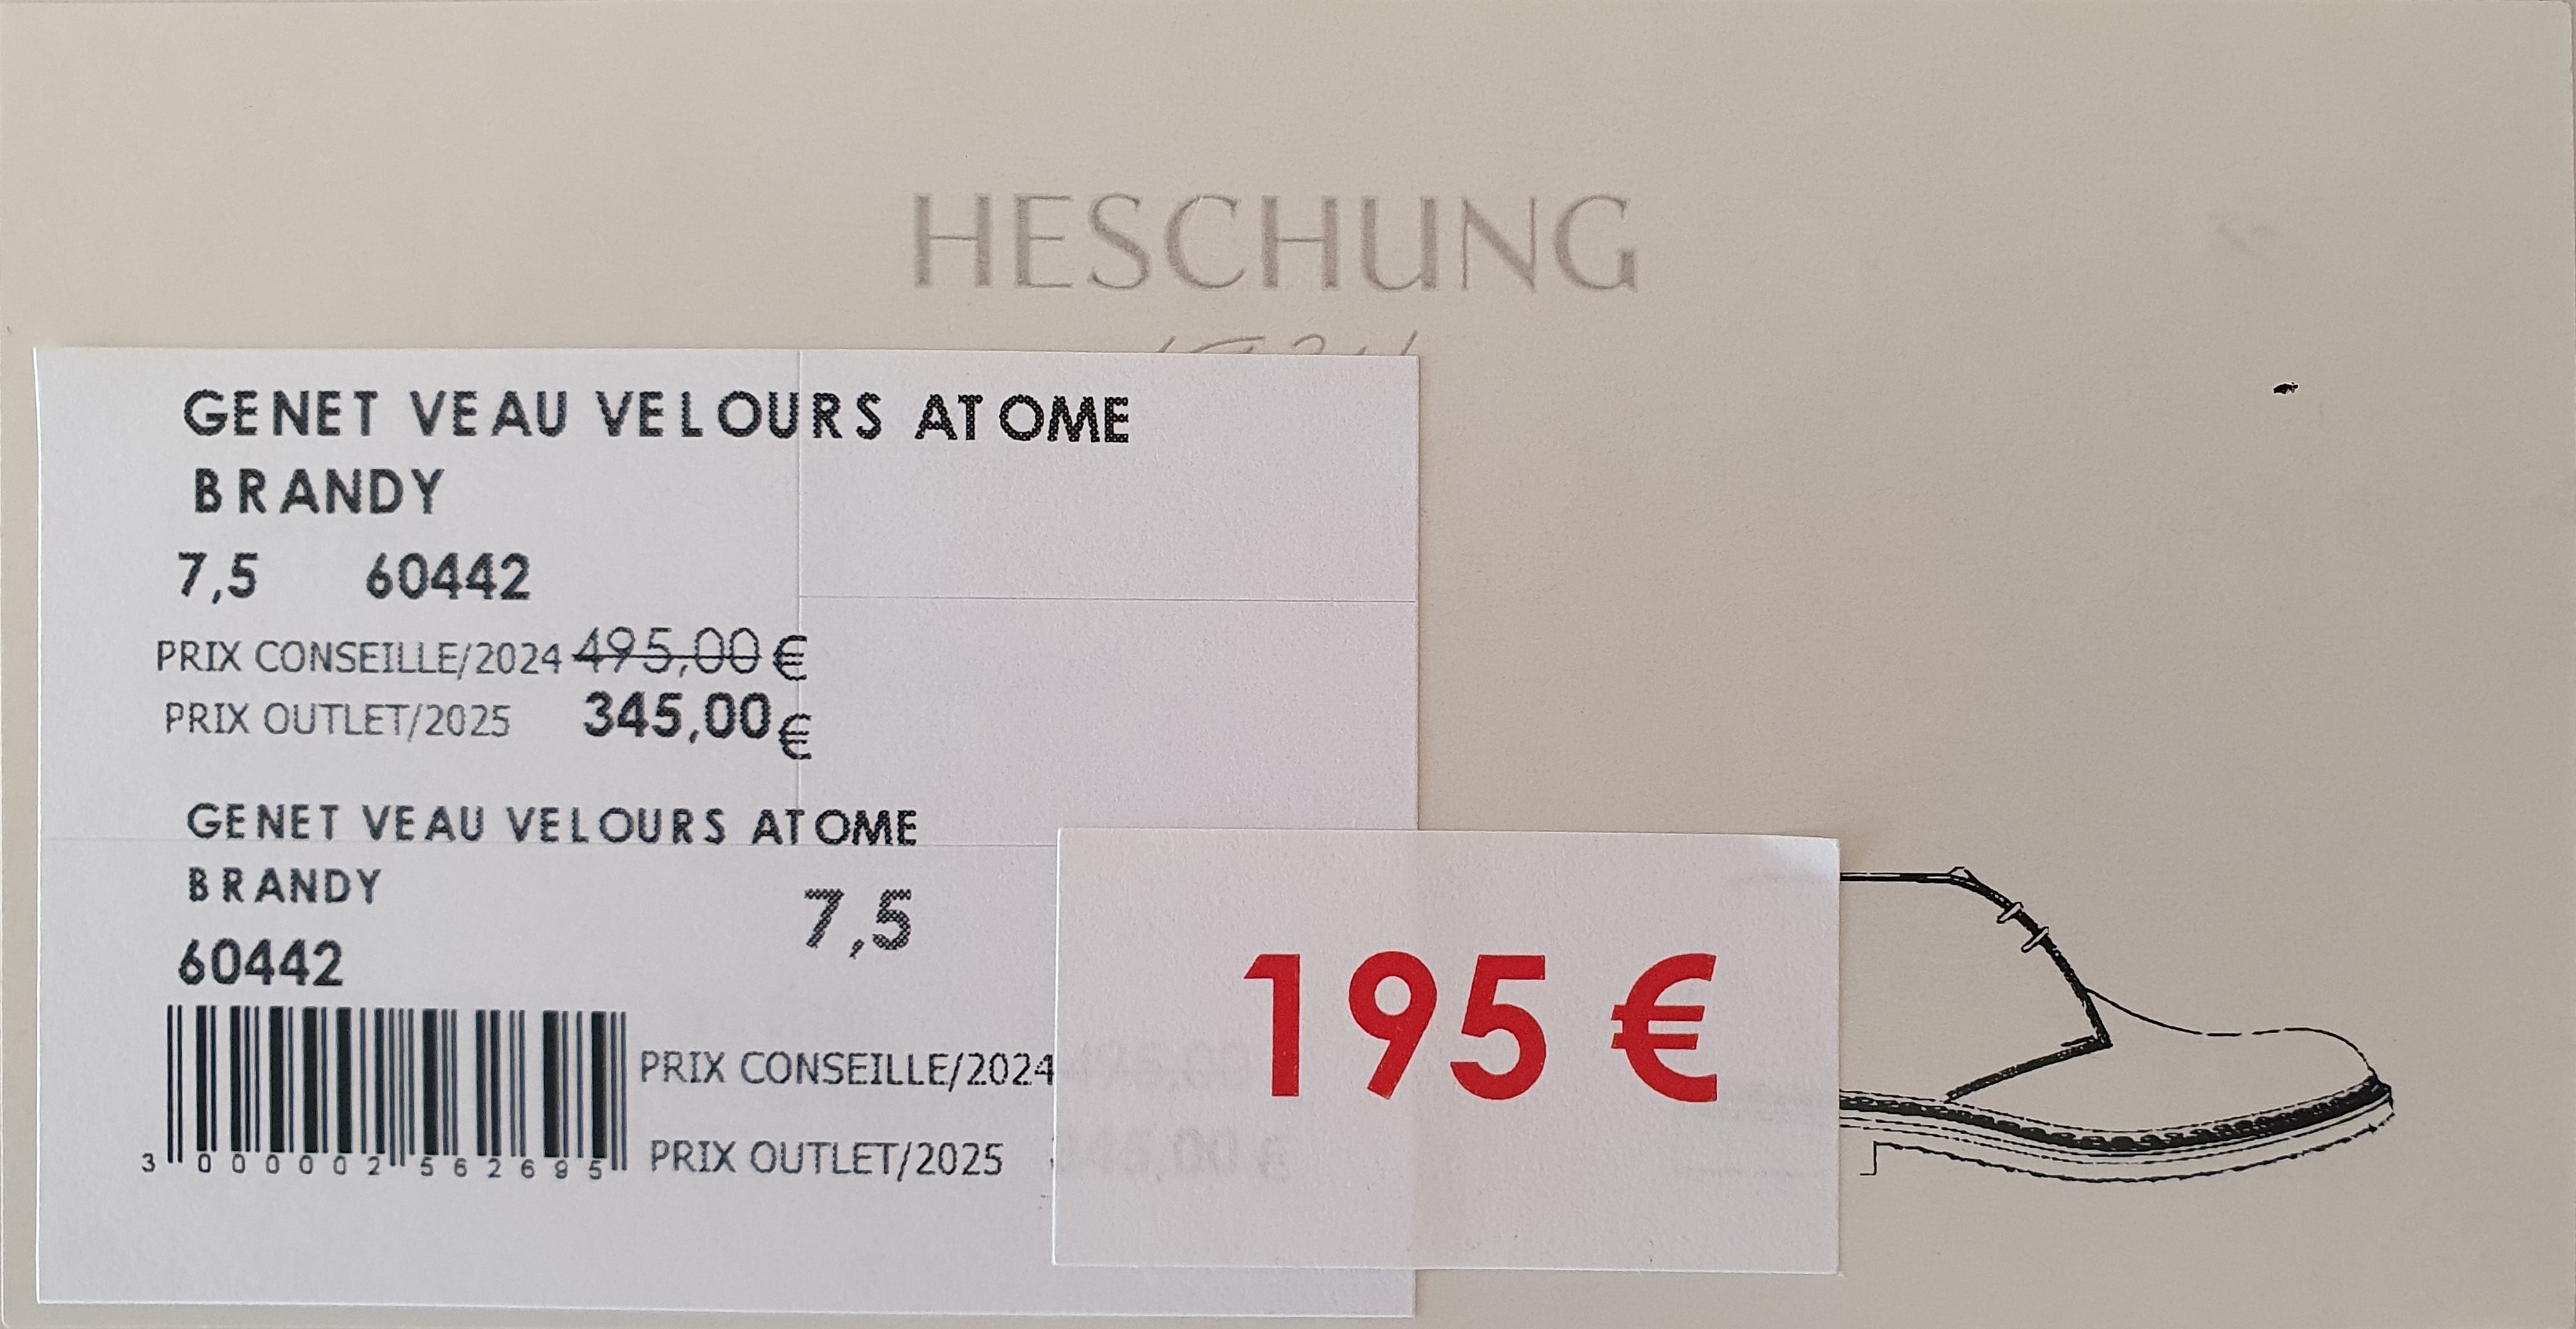 HESCHUNG
GENET VEAU VELOURS ATOME
BRANDY
7,5 60442
PRIX CONSEILLE/2024 495,00 €
PRIX OUTLET/2025 345,00 €
GENET VEAU VELOURS ATOME
BRANDY
7,5
60442
3 000002 562695
PRIX CONSEILLE/2024
PRIX OUTLET/2025
195 €